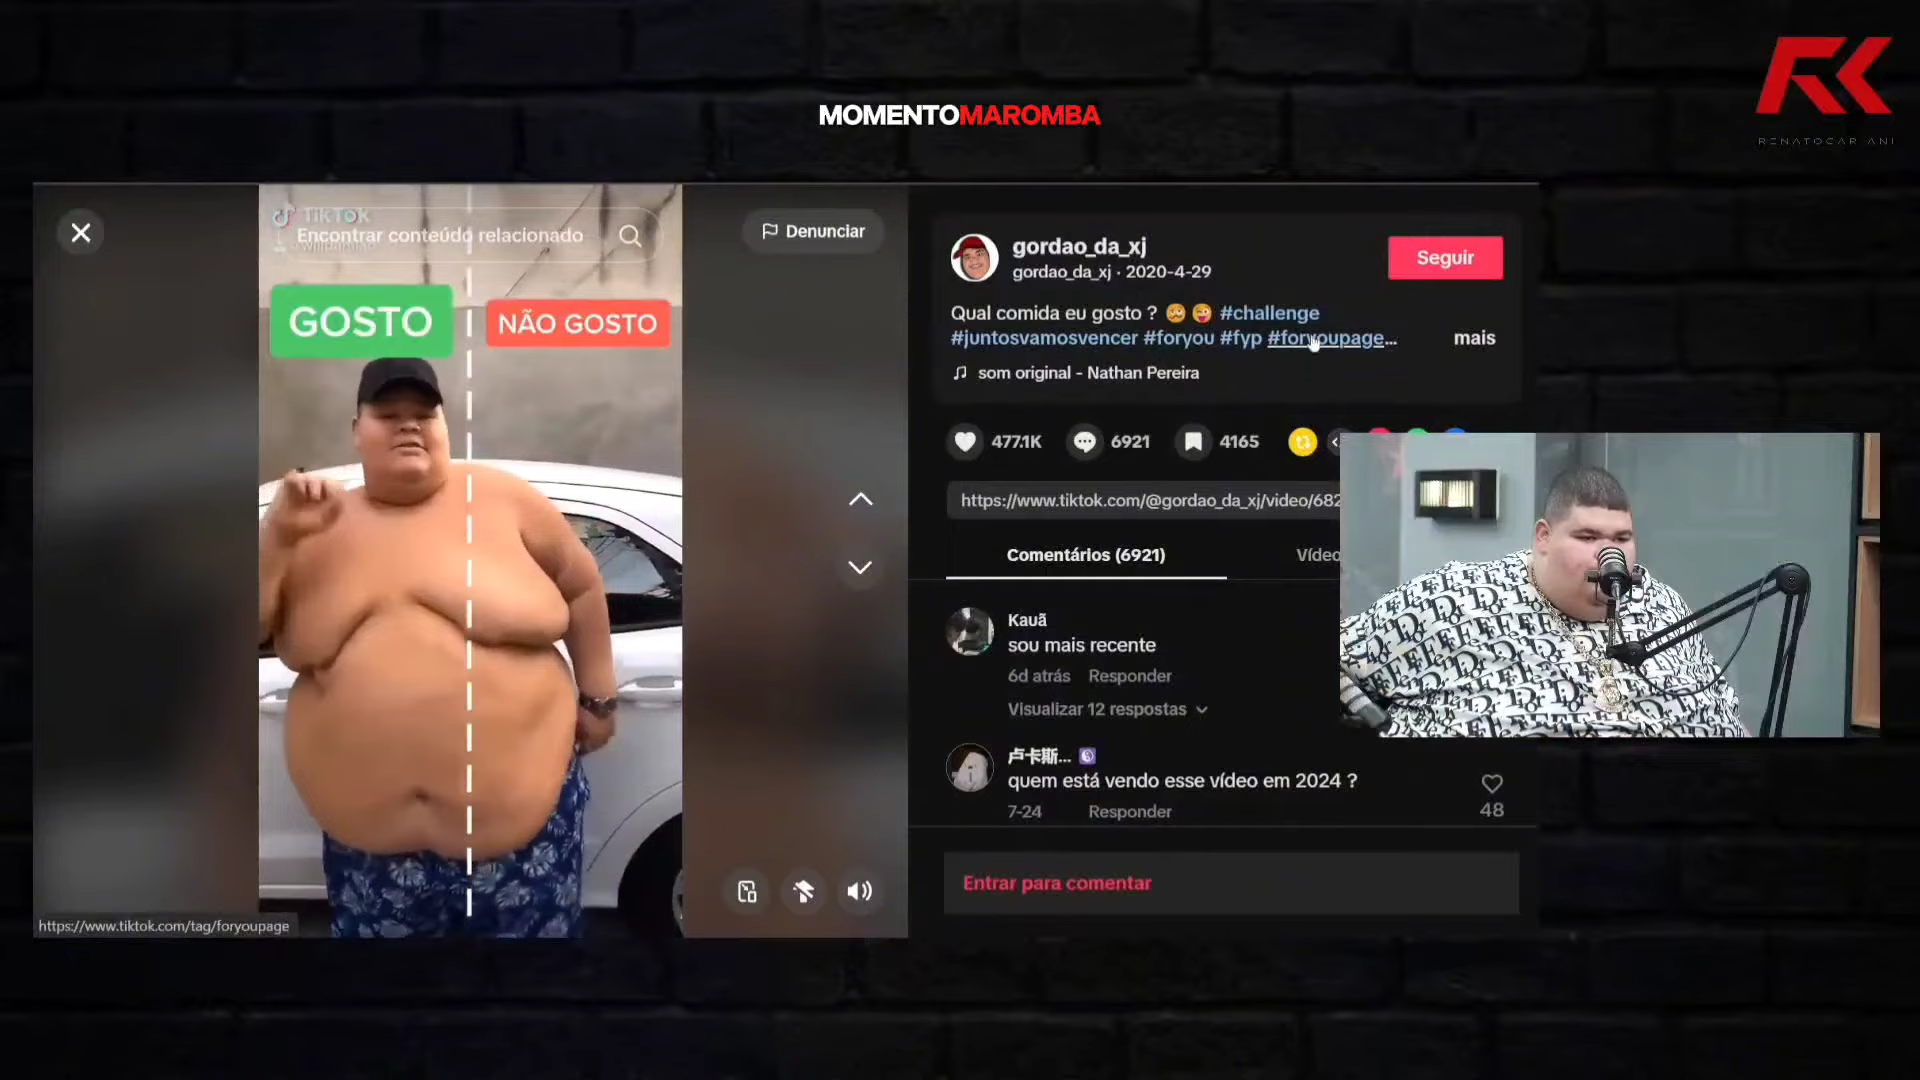 MOMENTOMAROMBA
RENATOCARIANI
TikTok
Encontrar conteúdo relacionado
Denunciar
GOSTO
NÃO GOSTO
gordao_da_xj
gordao_da_xj · 2020-4-29
Seguir
Qual comida eu gosto ? 🥴 😜 #challenge
#juntosvamosvencer #foryou #fyp #foryoupage...
mais
som original - Nathan Pereira
477.1K
6921
4165
https://www.tiktok.com/@gordao_da_xj/video/682
Comentários (6921)
Vídeo
Kauã
sou mais recente
6d atrás Responder
Visualizar 12 respostas
卢卡斯...
quem está vendo esse vídeo em 2024 ?
7-24 Responder
48
Entrar para comentar
https://www.tiktok.com/tag/foryoupage